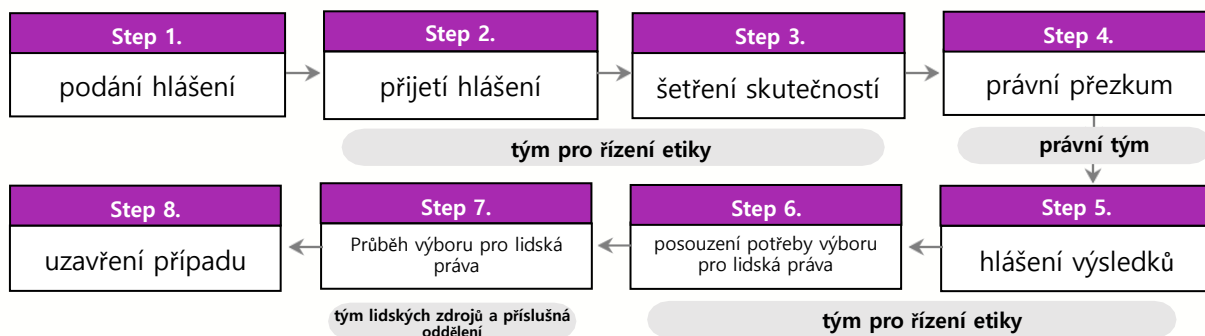 Step 1.
podání hlášení
Step 2.
přijetí hlášení
Step 3.
šetření skutečností
Step 4.
právní přezkum
tým pro řízení etiky
právní tým
Step 5.
hlášení výsledků
Step 6.
posouzení potřeby výboru
pro lidská práva
Step 7.
Průběh výboru pro lidská
práva
Step 8.
uzavření případu
tým lidských zdrojů a příslušná
oddělení
tým pro řízení etiky